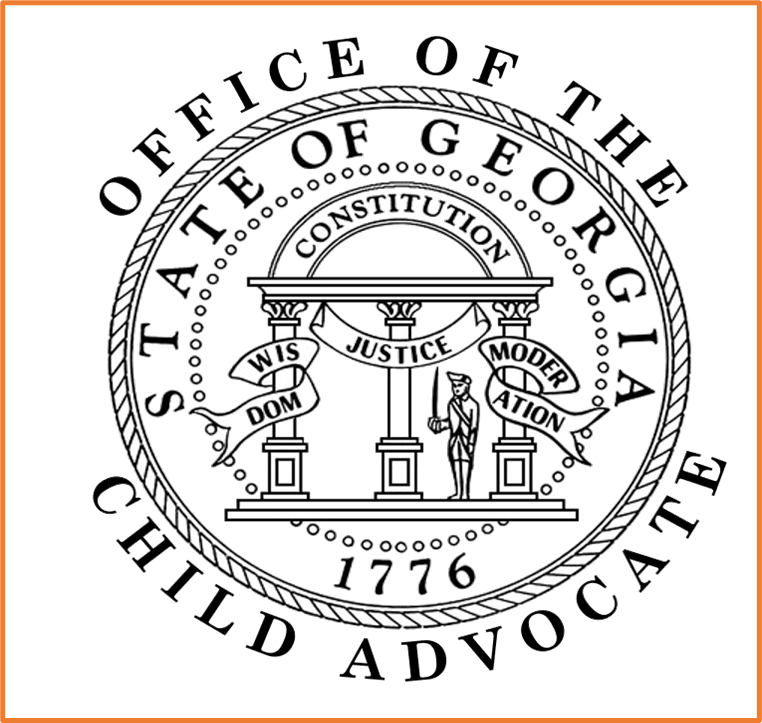 OFFICE OF THE
STATE OF GEORGIA
CONSTITUTION
JUSTICE
WIS
DOM
MODER
ATION
1776
CHILD ADVOCATE